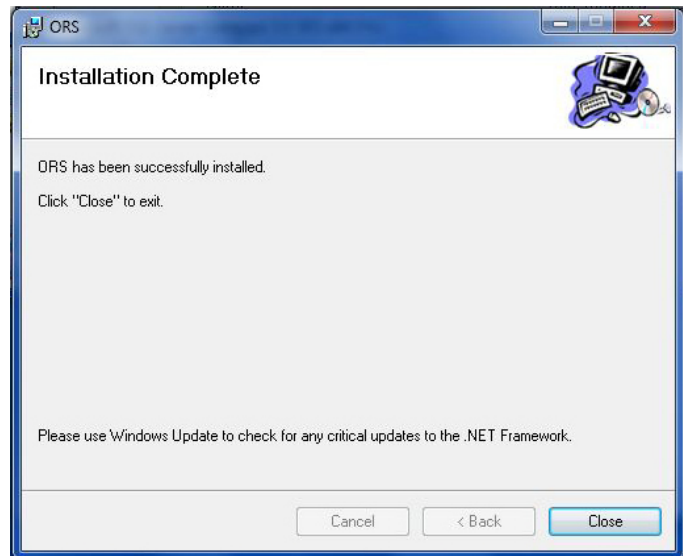 ORS
Installation Complete
ORS has been successfully installed.
Click "Close" to exit.
Please use Windows Update to check for any critical updates to the .NET Framework.
Cancel
< Back
Close